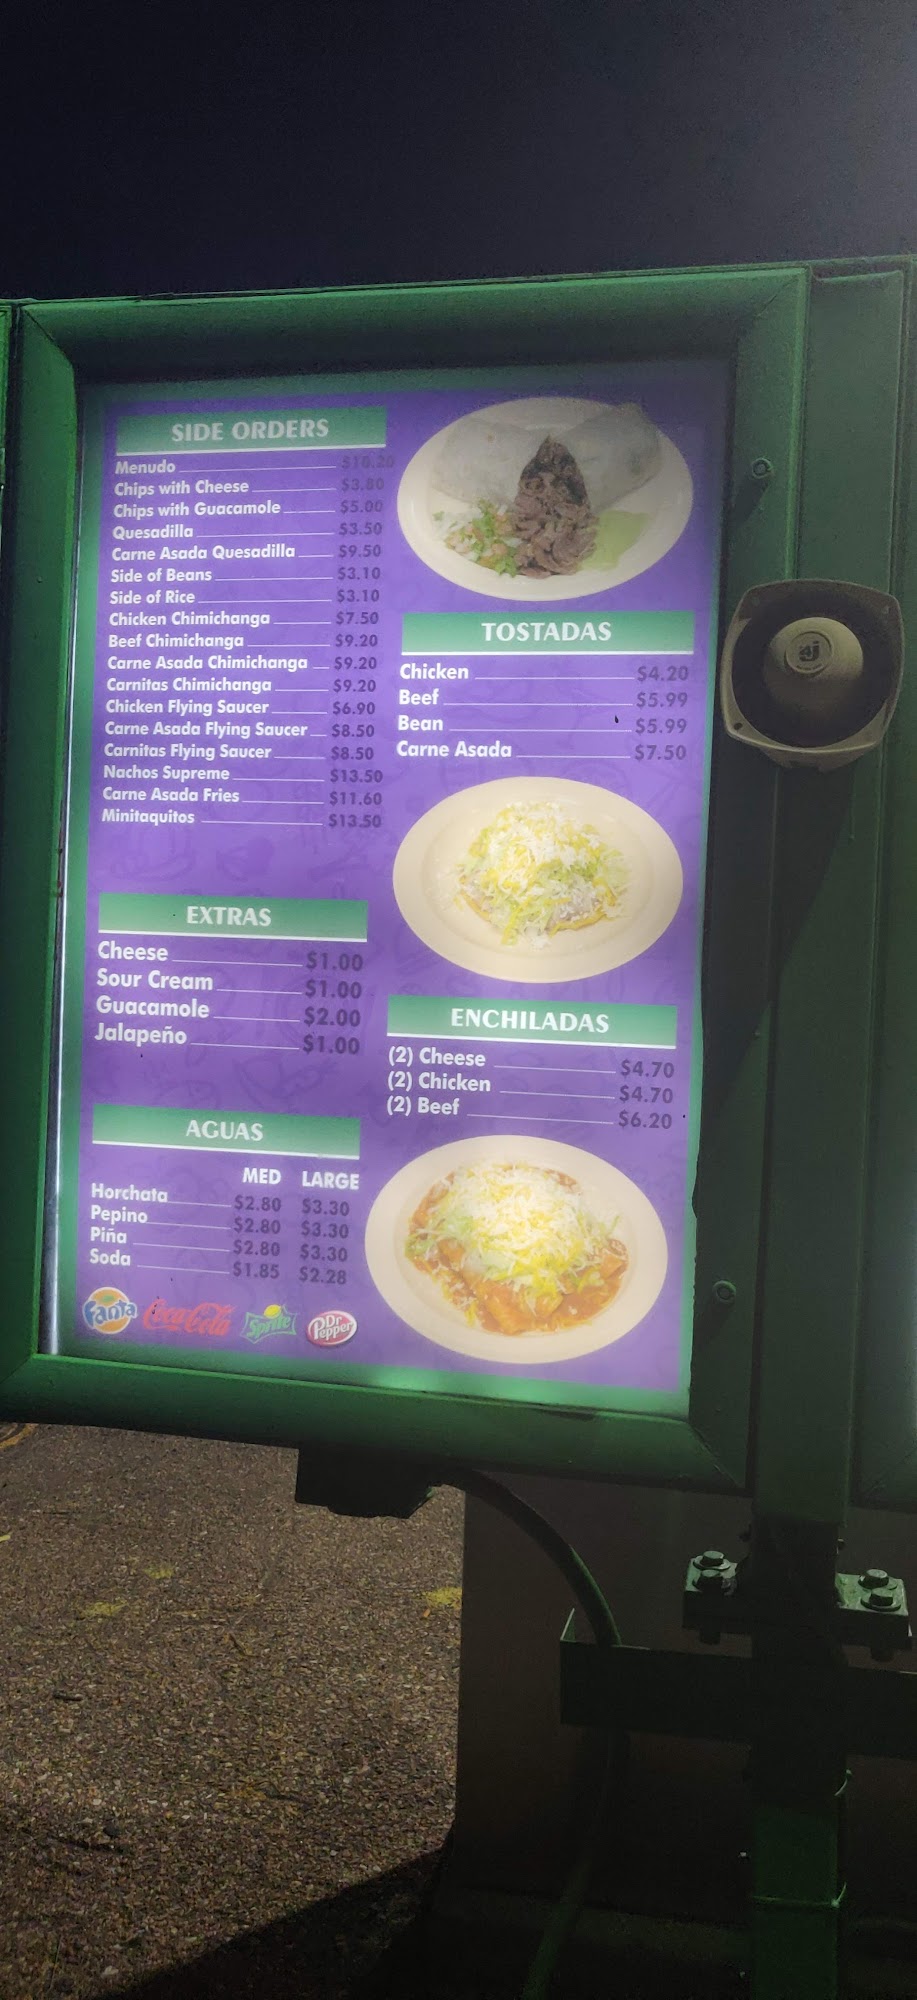 SIDE ORDERS
Menudo $10.20
Chips with Cheese $3.80
Chips with Guacamole $5.00
Quesadilla $3.50
Carne Asada Quesadilla $9.50
Side of Beans $3.10
Side of Rice $3.10
Chicken Chimichanga $7.50
Beef Chimichanga $9.20
Carne Asada Chimichanga $9.20
Carnitas Chimichanga $9.20
Chicken Flying Saucer $6.90
Carne Asada Flying Saucer $8.50
Carnitas Flying Saucer $8.50
Nachos Supreme $13.50
Carne Asada Fries $11.60
Minitaquitos $13.50
EXTRAS
Cheese $1.00
Sour Cream $1.00
Guacamole $2.00
Jalapeño $1.00
AGUAS
MED LARGE
Horchata $2.80 $3.30
Pepino $2.80 $3.30
Piña $2.80 $3.30
Soda $1.85 $2.28
Fanta Coca-Cola Sprite Dr Pepper
TOSTADAS
Chicken $4.20
Beef $5.99
Bean $5.99
Carne Asada $7.50
ENCHILADAS
(2) Cheese $4.70
(2) Chicken $4.70
(2) Beef $6.20